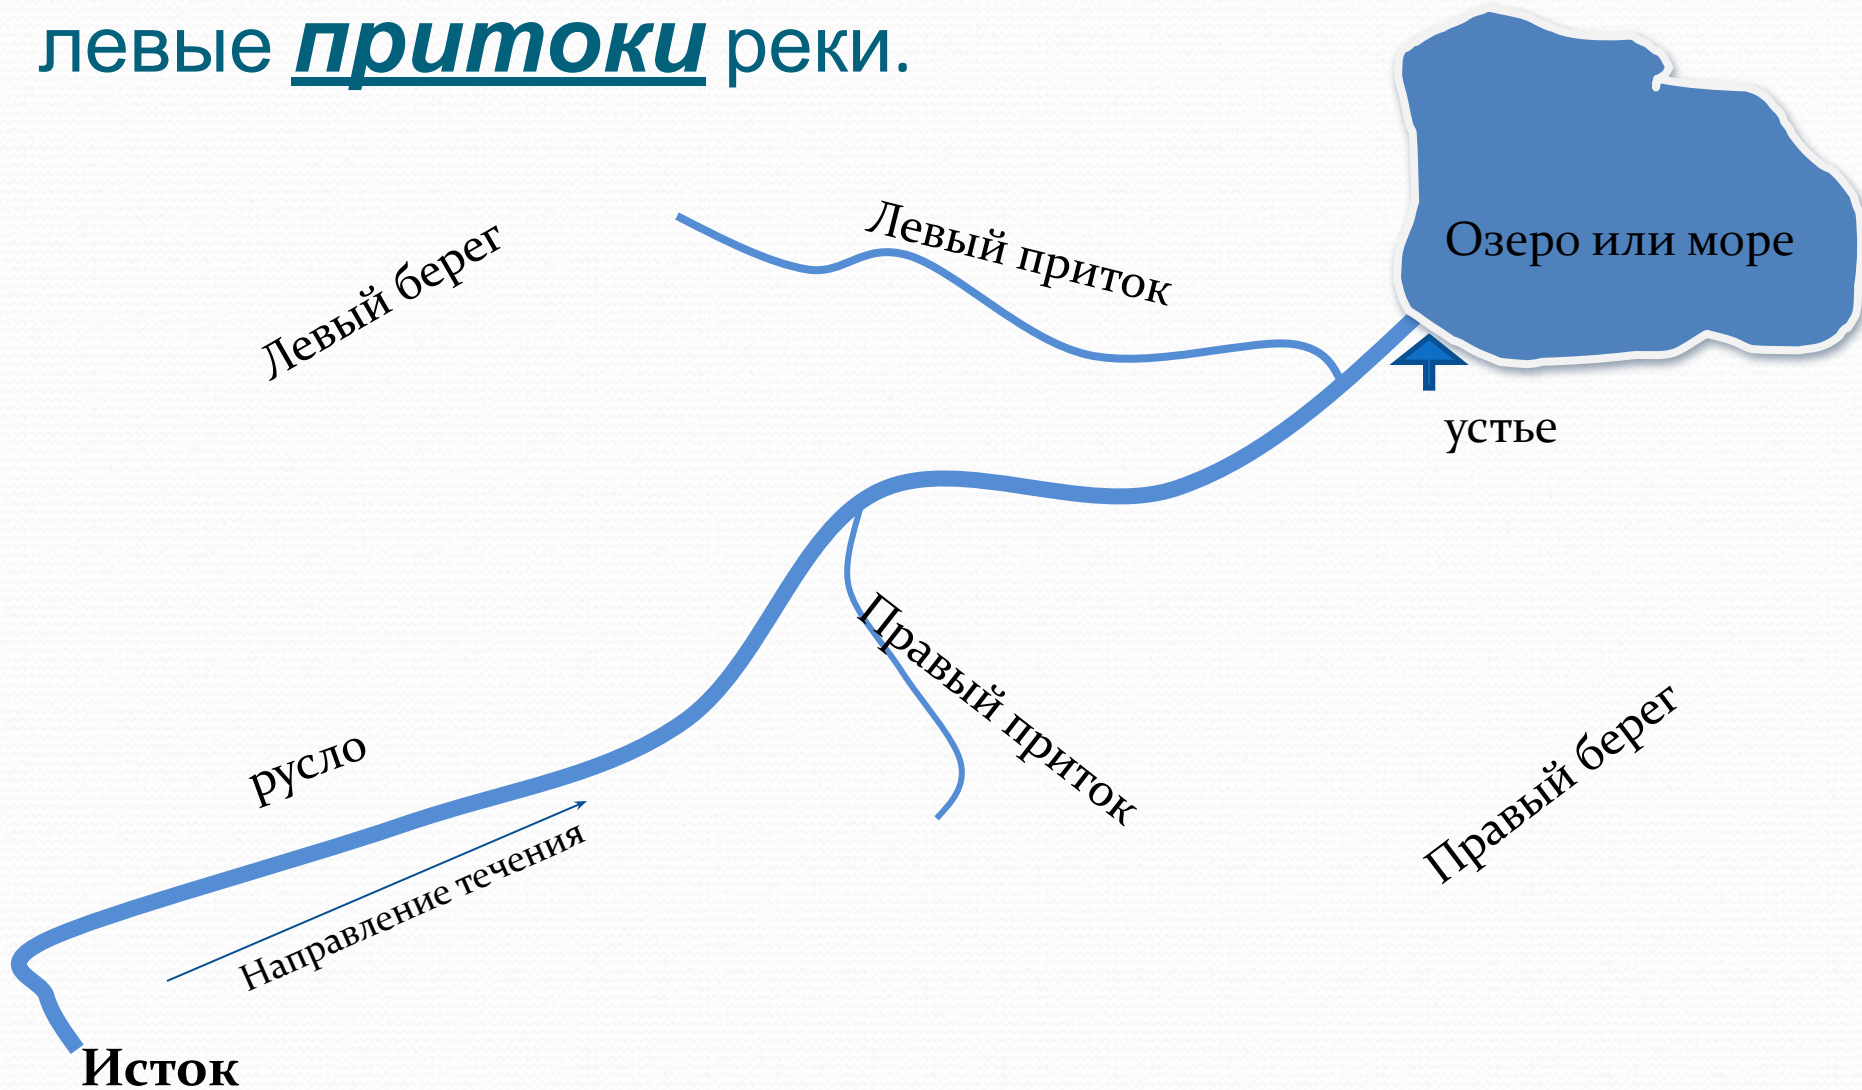 левые притоки реки.
Левый берег
Левый приток
Озеро или море
устье
Правый приток
Правый берег
русло
Направление течения
Исток